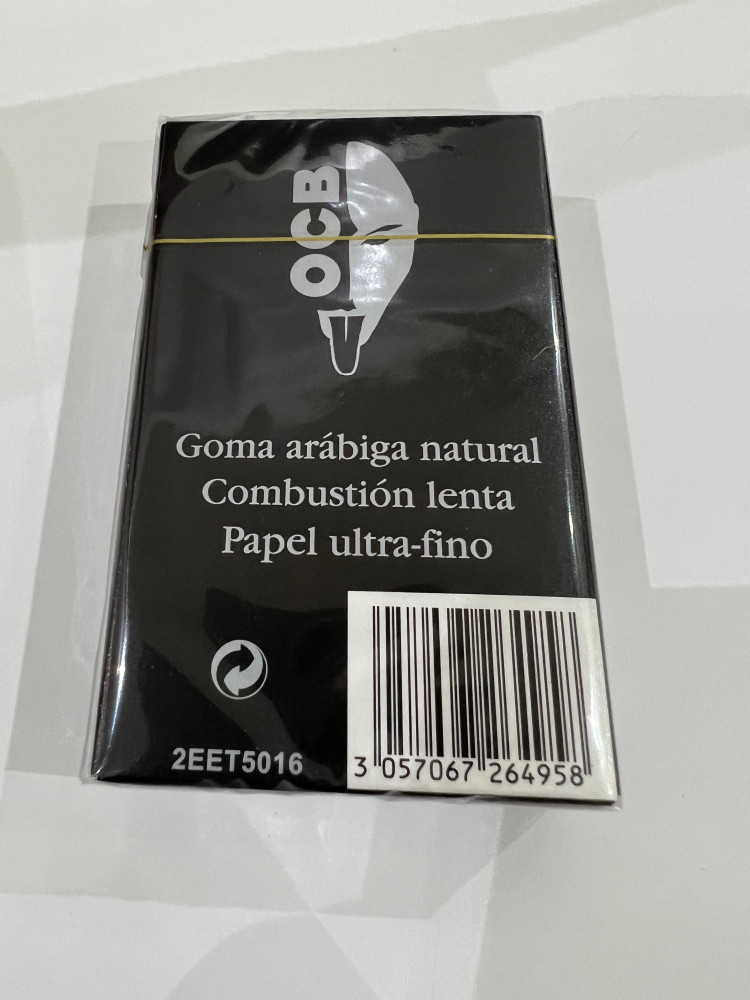 OCB
Goma arábiga natural
Combustión lenta
Papel ultra-fino
2EET5016
3 057067 264958